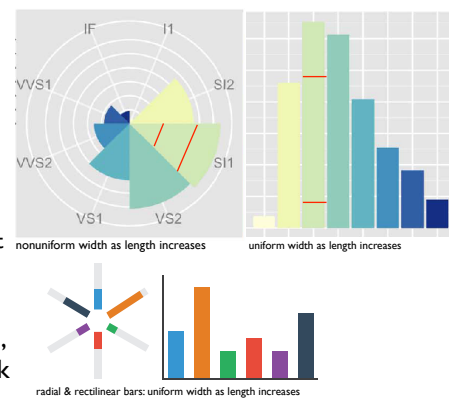 IF I1
VVS1 SI2
VVS2 SI1
VS1 VS2
nonuniform width as length increases
uniform width as length increases
,
k
radial & rectilinear bars: uniform width as length increases